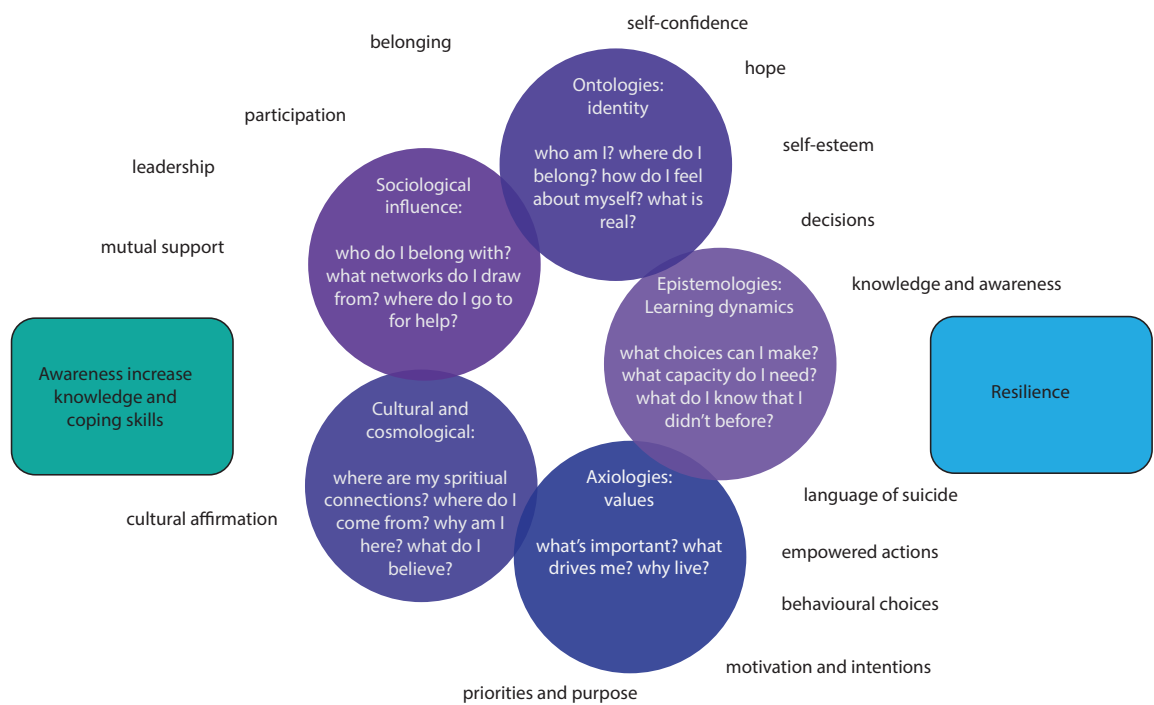 self-confidence
belonging
hope
participation
self-esteem
leadership
decisions
mutual support
knowledge and awareness
Ontologies:
identity
who am I? where do I
belong? how do I feel
about myself? what is
real?
Sociological
influence:
who do I belong with?
what networks do I draw
from? where do I go to
for help?
Epistemologies:
Learning dynamics
what choices can I make?
what capacity do I need?
what do I know that I
didn't before?
Awareness increase
knowledge and
coping skills
Resilience
Cultural and
cosmological:
where are my spritiual
connections? where do I
come from? why am I
here? what do I
believe?
Axiologies:
values
what's important? what
drives me? why live?
cultural affirmation
language of suicide
empowered actions
behavioural choices
motivation and intentions
priorities and purpose